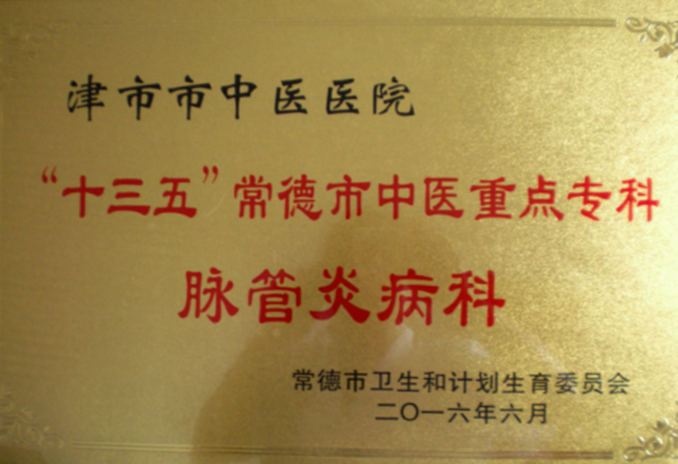 津市市中医医院
“十三五”常德市中医重点专科
脉管炎病科
常德市卫生和计划生育委员会
二〇一六年六月